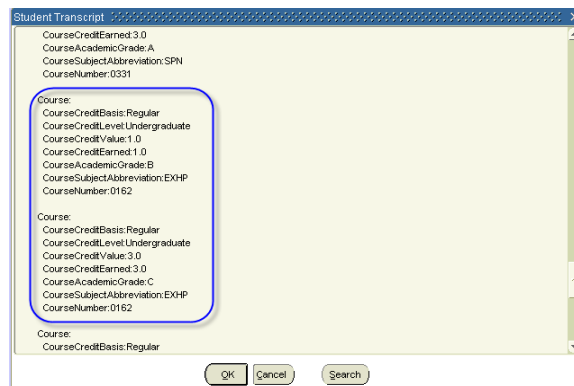 Student Transcript
CourseCreditEarned:3.0
CourseAcademicGrade:A
CourseSubjectAbbreviation:SPN
CourseNumber:0331
Course:
CourseCreditBasis:Regular
CourseCreditLevel:Undergraduate
CourseCreditValue:1.0
CourseCreditEarned:1.0
CourseAcademicGrade:B
CourseSubjectAbbreviation:EXHP
CourseNumber:0162
Course:
CourseCreditBasis:Regular
CourseCreditLevel:Undergraduate
CourseCreditValue:3.0
CourseCreditEarned:3.0
CourseAcademicGrade:C
CourseSubjectAbbreviation:EXHP
CourseNumber:0162
Course:
CourseCreditBasis:Regular
OK Cancel Search